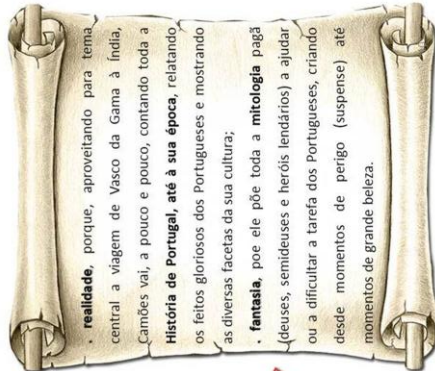 . realidade, porque, aproveitando para tema
central a viagem de Vasco da Gama à Índia,
Camões vai, a pouco e pouco, contando toda a
História de Portugal, até à sua época, relatando
os feitos gloriosos dos Portugueses e mostrando
as diversas facetas da sua cultura;
. fantasia, poe ele põe toda a mitologia pagã
(deuses, semideuses e heróis lendários) a ajudar
ou a dificultar a tarefa dos Portugueses, criando
desde momentos de perigo (suspense) até
momentos de grande beleza.